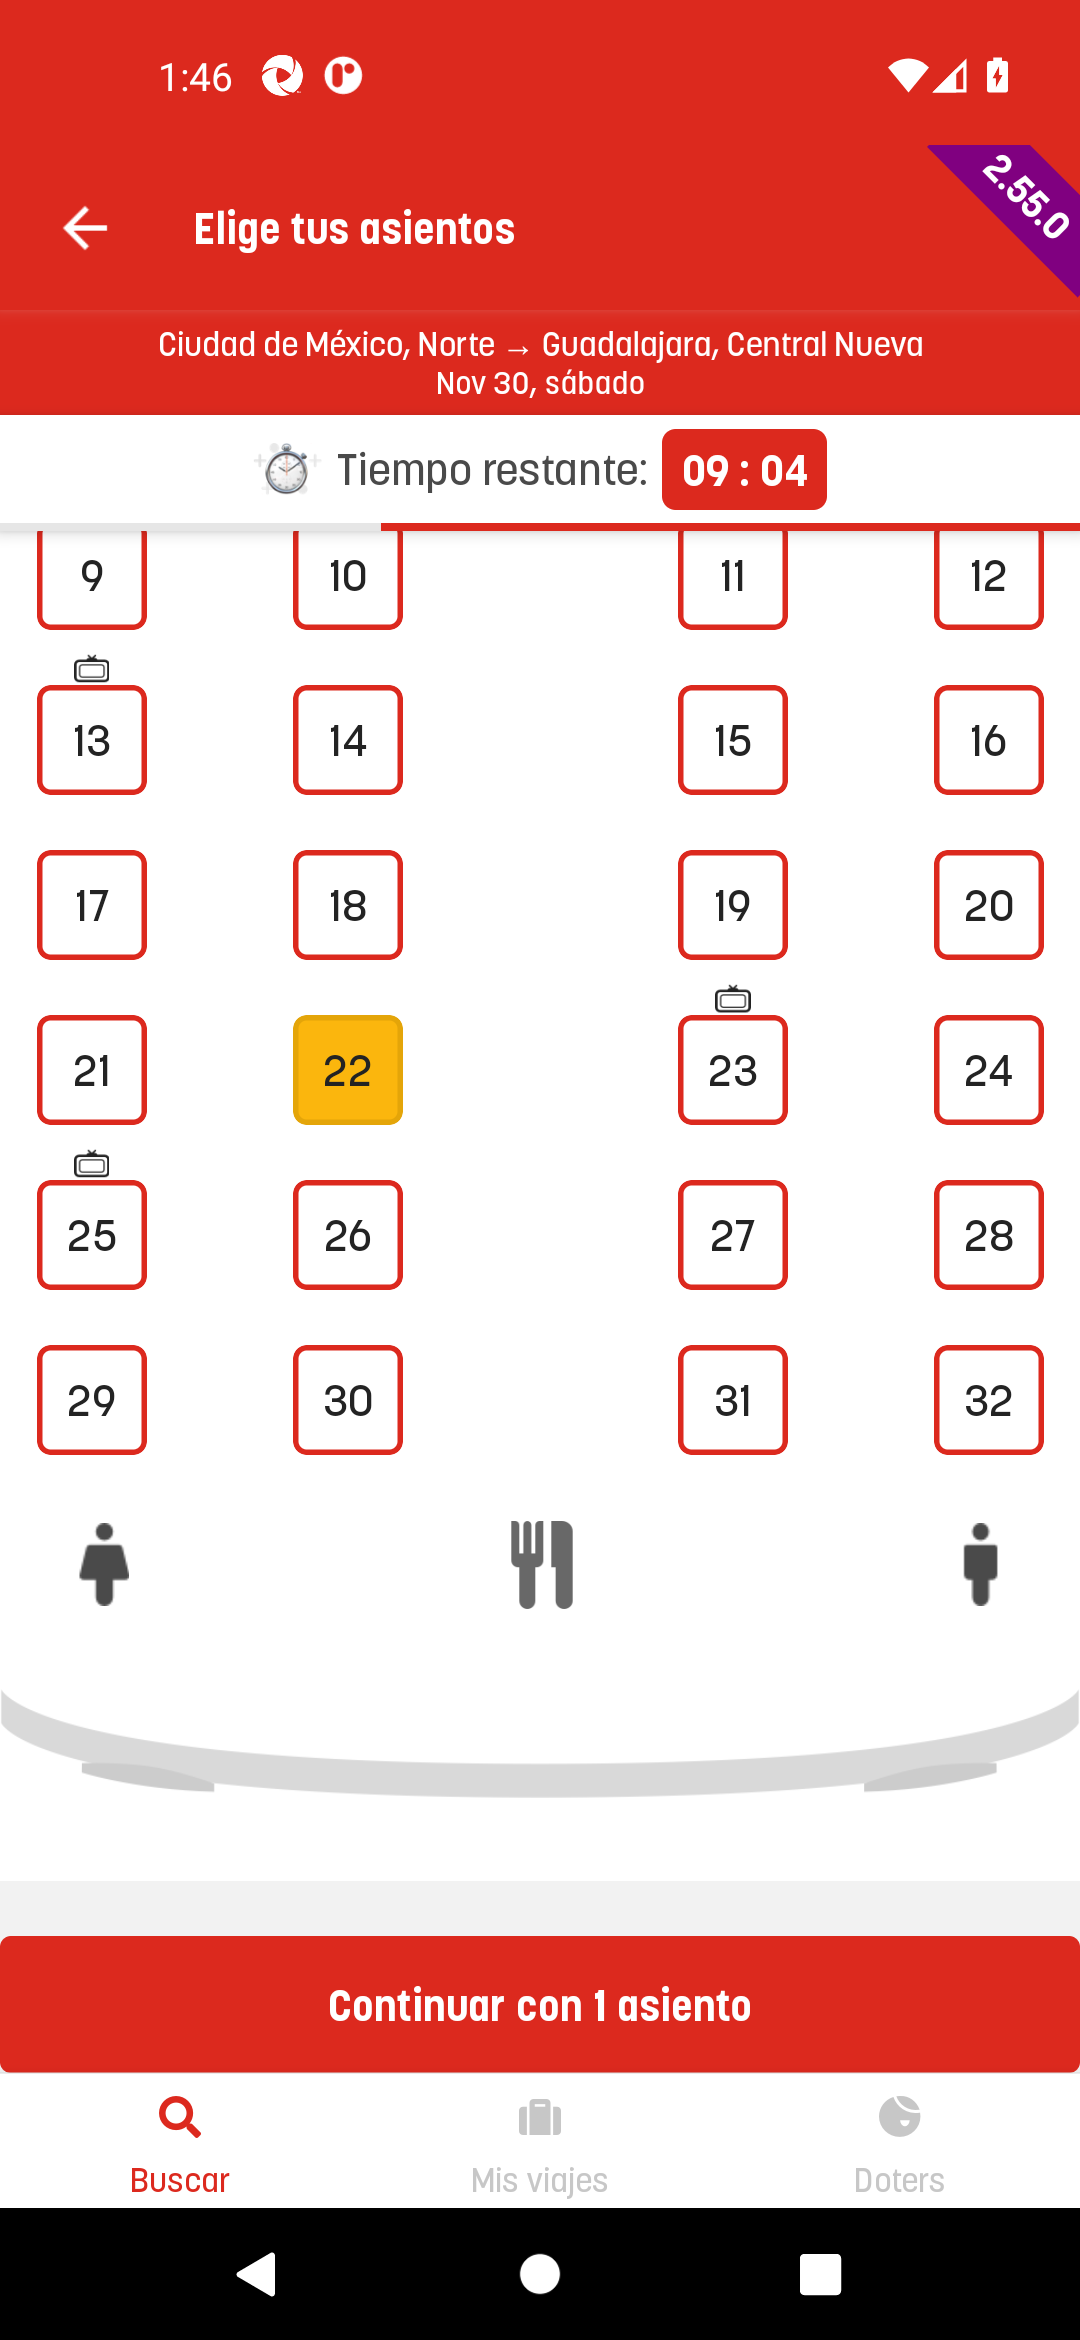 1:46
2.55.0
Elige tus asientos
Ciudad de México, Norte → Guadalajara, Central Nueva
Nov 30, sábado
Tiempo restante: 09 : 04
9 10 11 12
13 14 15 16
17 18 19 20
21 22 23 24
25 26 27 28
29 30 31 32
Continuar con 1 asiento
Buscar Mis viajes Doters